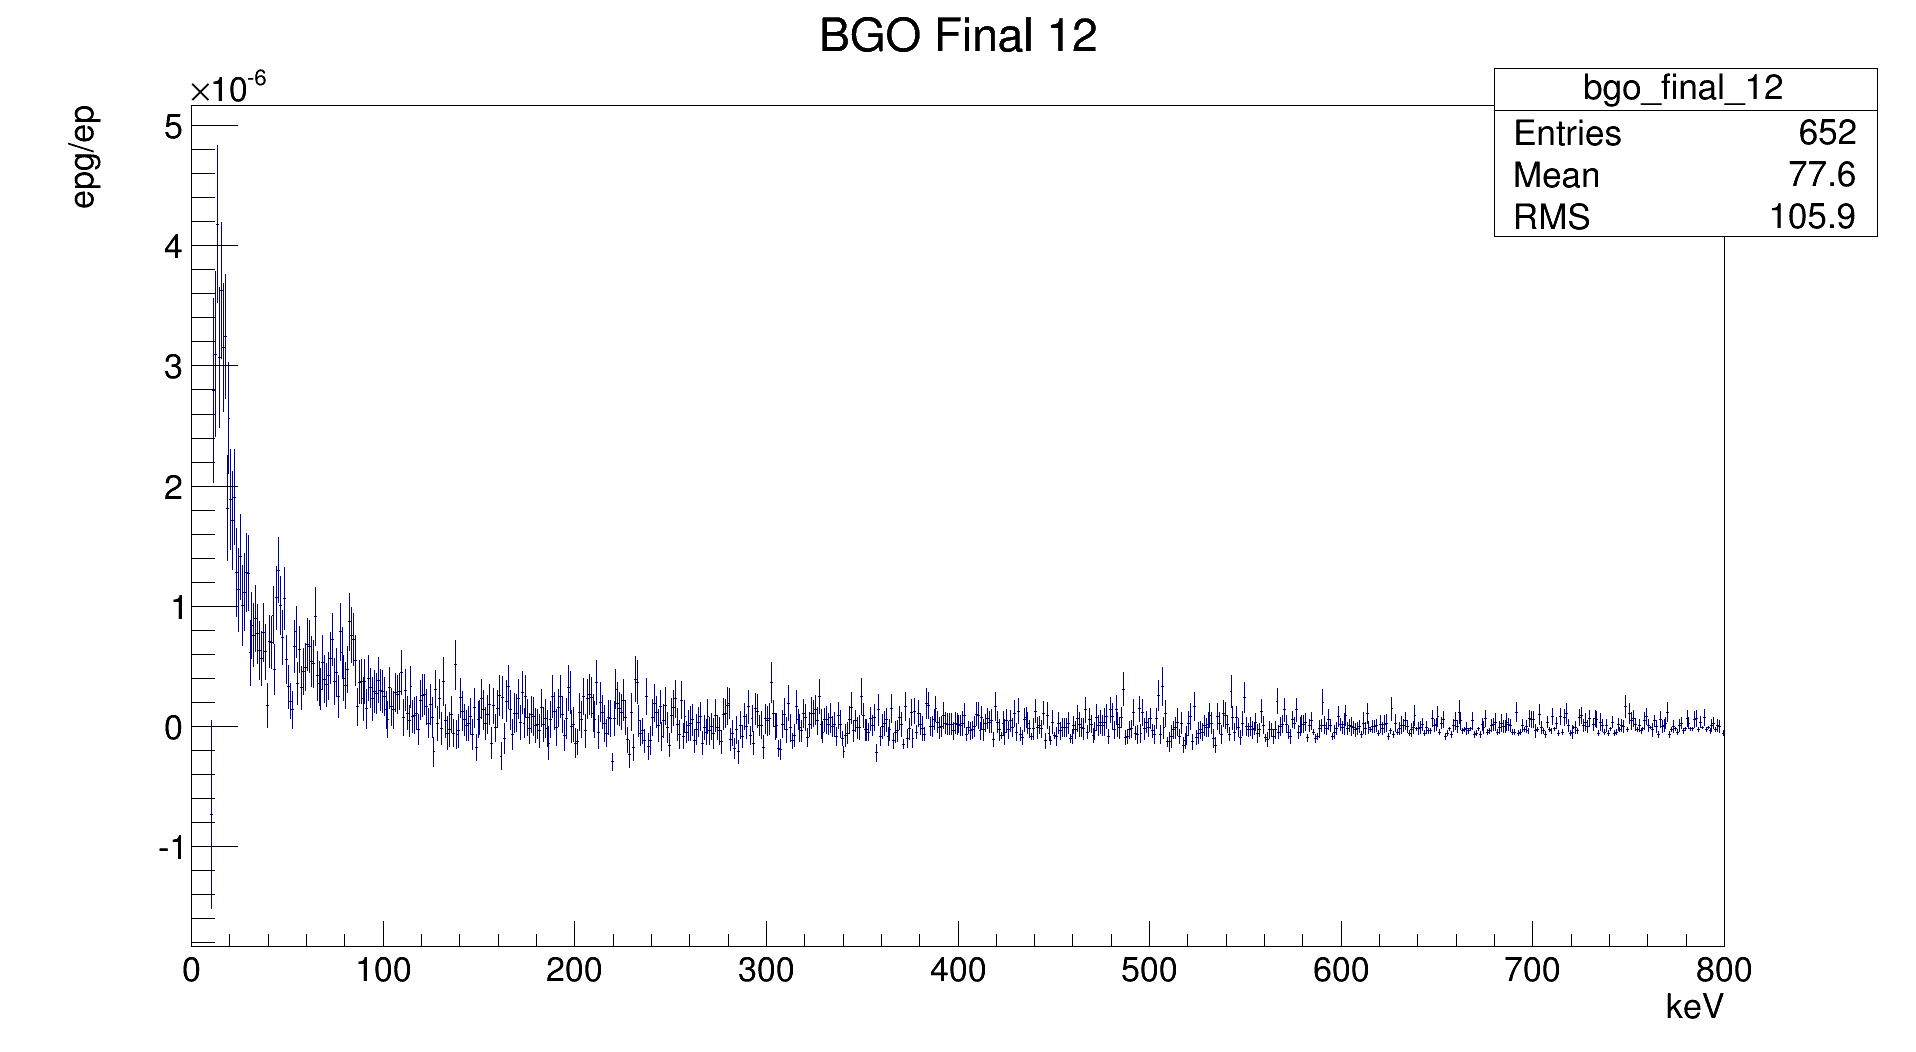 BGO Final 12
×10-6
epg/ep
bgo_final_12
Entries 652
Mean 77.6
RMS 105.9
5
4
3
2
1
0
-1
0 100 200 300 400 500 600 700 800
keV